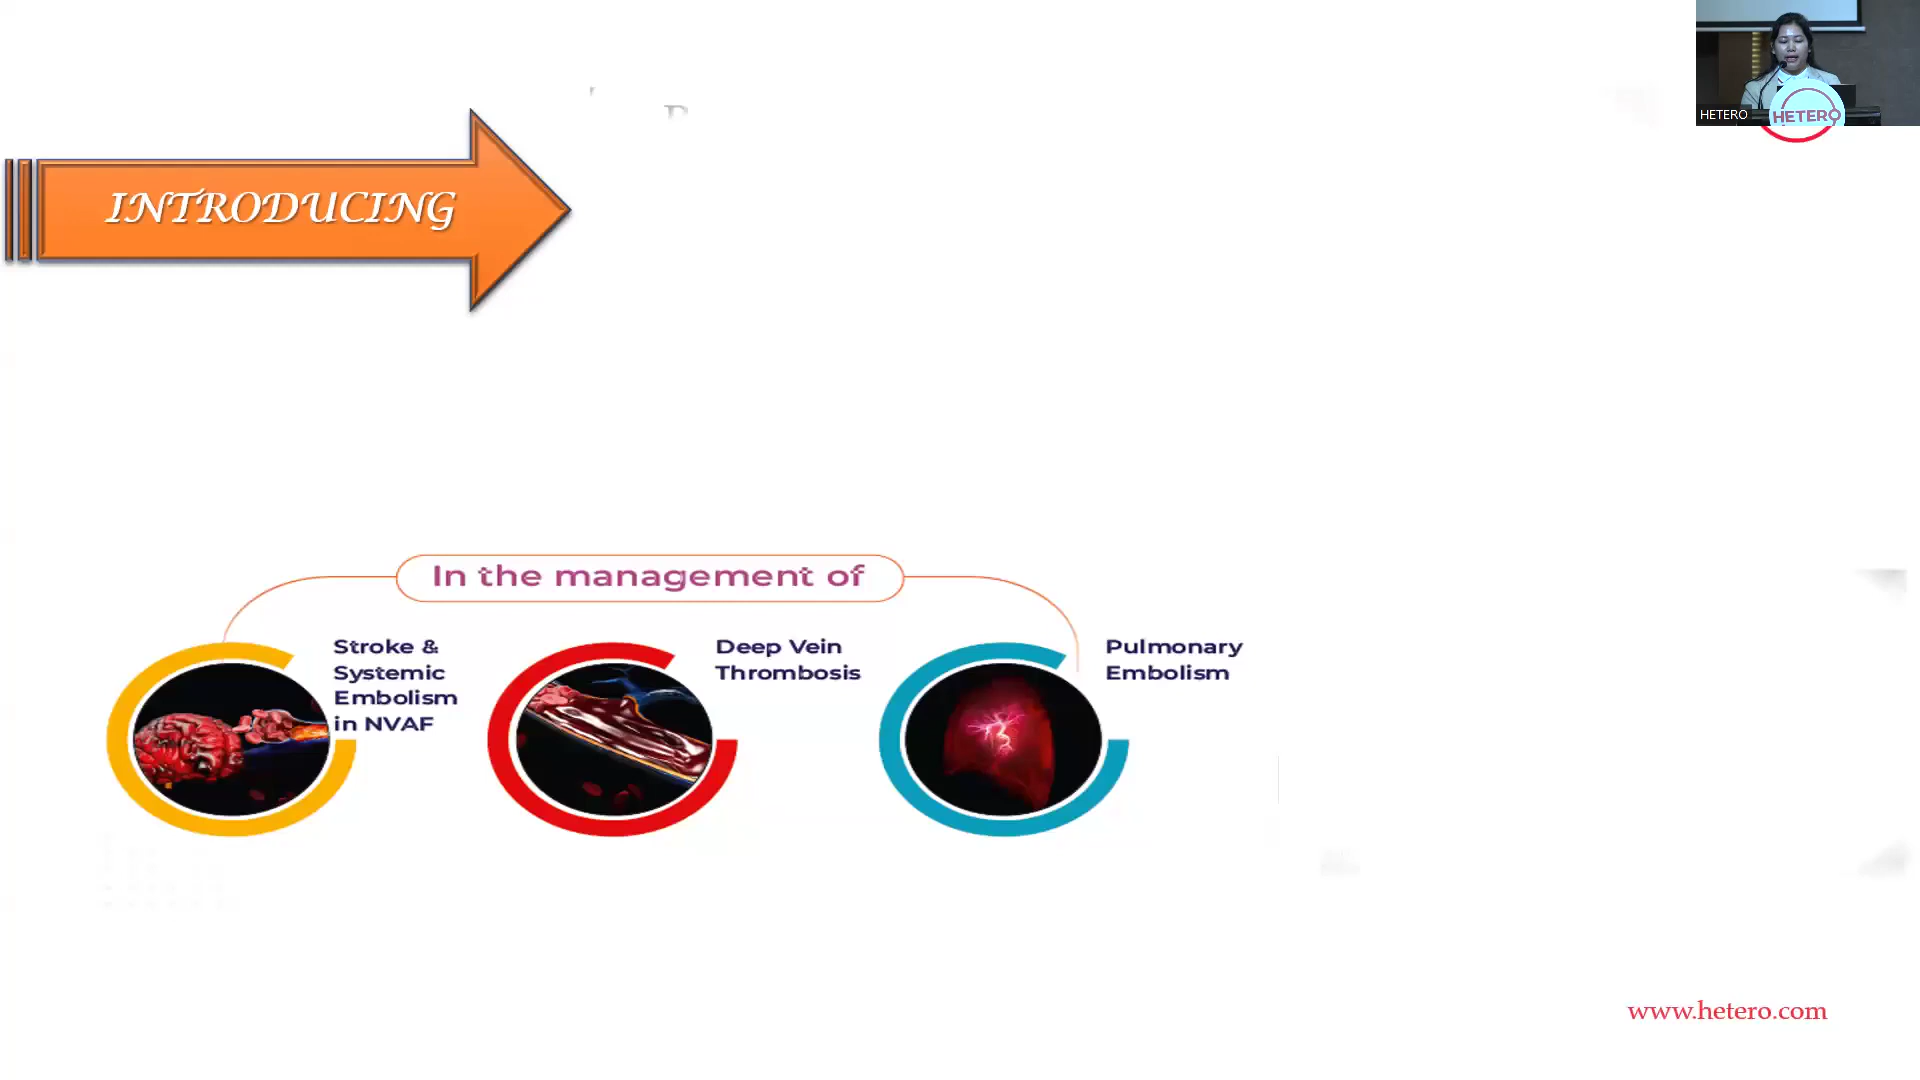 HETERO
HETERO
INTRODUCING
In the management of
Stroke &
Systemic
Embolism
in NVAF
Deep Vein
Thrombosis
Pulmonary
Embolism
www.hetero.com